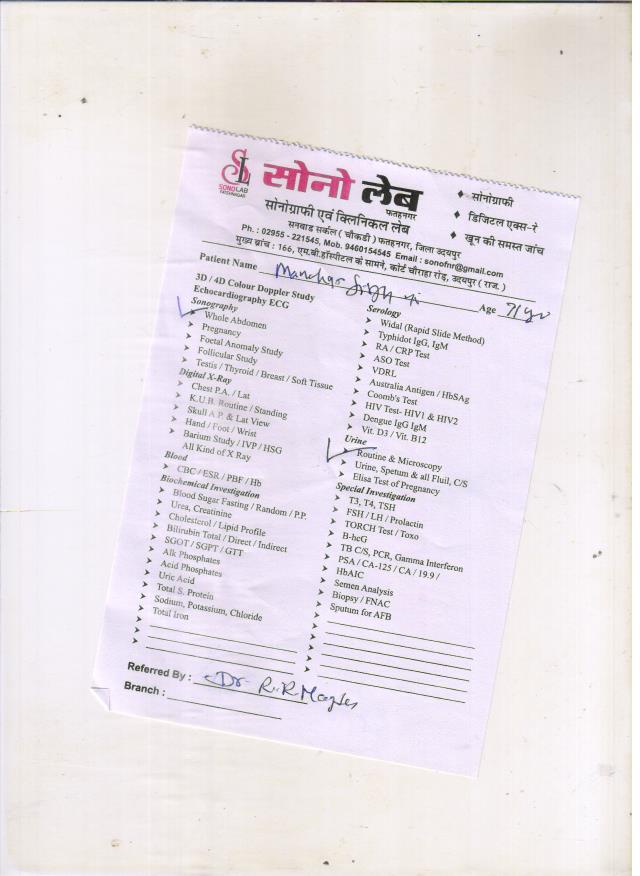 SL
SONOLAB
FATEHNAGAR
सोनो लेब
फतहनगर
सोनोग्राफी एवं क्लिनिकल लेब
♦ सोनोग्राफी
♦ डिजिटल एक्स-रे
♦ खून की समस्त जांच
सनवाड सर्कल ( चौकडी ) फतहनगर, जिला उदयपुर
Ph. : 02955 - 221545, Mob. 9460154545 Email : sonofnr@gmail.com
मुख्य ब्रांच : 166, एम.बी.हॉस्पीटल के सामने, कोर्ट चौराहा रोड़, उदयपुर ( राज. )
Patient Name Manohar Singh Ji Age 71 yr
3D / 4D Colour Doppler Study
Echocardiography ECG
Sonography
➤ Whole Abdomen
➤ Pregnancy
➤ Foetal Anomaly Study
➤ Follicular Study
➤ Testis / Thyroid / Breast / Soft Tissue
Digital X-Ray
➤ Chest P.A. / Lat
➤ K.U.B. Routine / Standing
➤ Skull A.P. & Lat View
➤ Hand / Foot / Wrist
➤ Barium Study / IVP / HSG
All Kind of X Ray
Blood
➤ CBC / ESR / PBF / Hb
Biochemical Investigation
➤ Blood Sugar Fasting / Random / P.P.
➤ Urea, Creatinine
➤ Cholesterol / Lipid Profile
➤ Bilirubin Total / Direct / Indirect
➤ SGOT / SGPT / GTT
➤ Alk Phosphates
➤ Acid Phosphates
➤ Uric Acid
➤ Total S. Protein
➤ Sodium, Potassium, Chloride
➤ Total Iron
Serology
➤ Widal (Rapid Slide Method)
➤ Typhidot IgG, IgM
➤ RA / CRP Test
➤ ASO Test
➤ VDRL
➤ Australia Antigen / HbSAg
➤ Coomb's Test
➤ HIV Test- HIV1 & HIV2
➤ Dengue IgG IgM
➤ Vit. D3 / Vit. B12
Urine
➤ Routine & Microscopy
➤ Urine, Spetum & all Fluil, C/S
➤ Elisa Test of Pregnancy
Special Investigation
➤ T3, T4, TSH
➤ FSH / LH / Prolactin
➤ TORCH Test / Toxo
➤ B-hcG
➤ TB C/S, PCR, Gamma Interferon
➤ PSA / CA-125 / CA / 19.9 /
➤ HbAIC
➤ Semen Analysis
➤ Biopsy / FNAC
➤ Sputum for AFB
Referred By : Dr R.R
Branch :